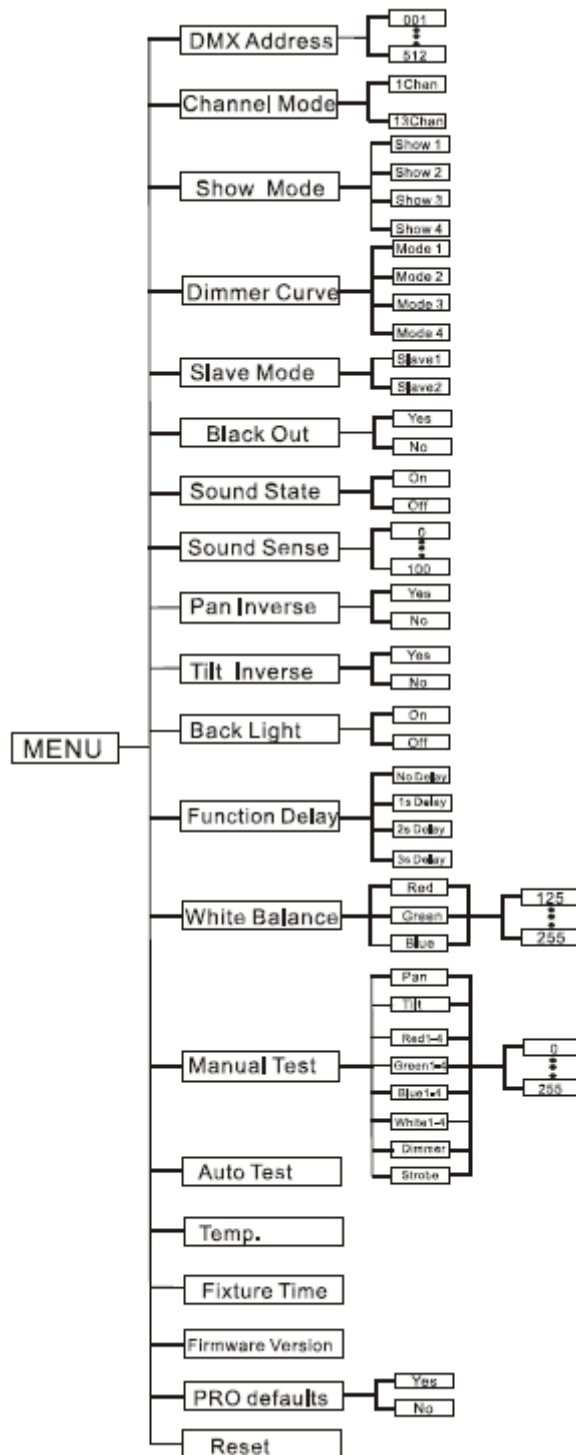 MENU
DMX Address
001
512
Channel Mode
1Chan
13Chan
Show Mode
Show 1
Show 2
Show 3
Show 4
Dimmer Curve
Mode 1
Mode 2
Mode 3
Mode 4
Slave Mode
Slave1
Slave2
Black Out
Yes
No
Sound State
On
Off
Sound Sense
0
100
Pan Inverse
Yes
No
Tilt Inverse
Yes
No
Back Light
On
Off
Function Delay
No Delay
1s Delay
2s Delay
3s Delay
White Balance
Red
Green
Blue
125
255
Manual Test
Pan
Tilt
Red1-4
Green1-4
Blue1-4
White1-4
Dimmer
Strobe
0
255
Auto Test
Temp.
Fixture Time
Firmware Version
PRO defaults
Yes
No
Reset